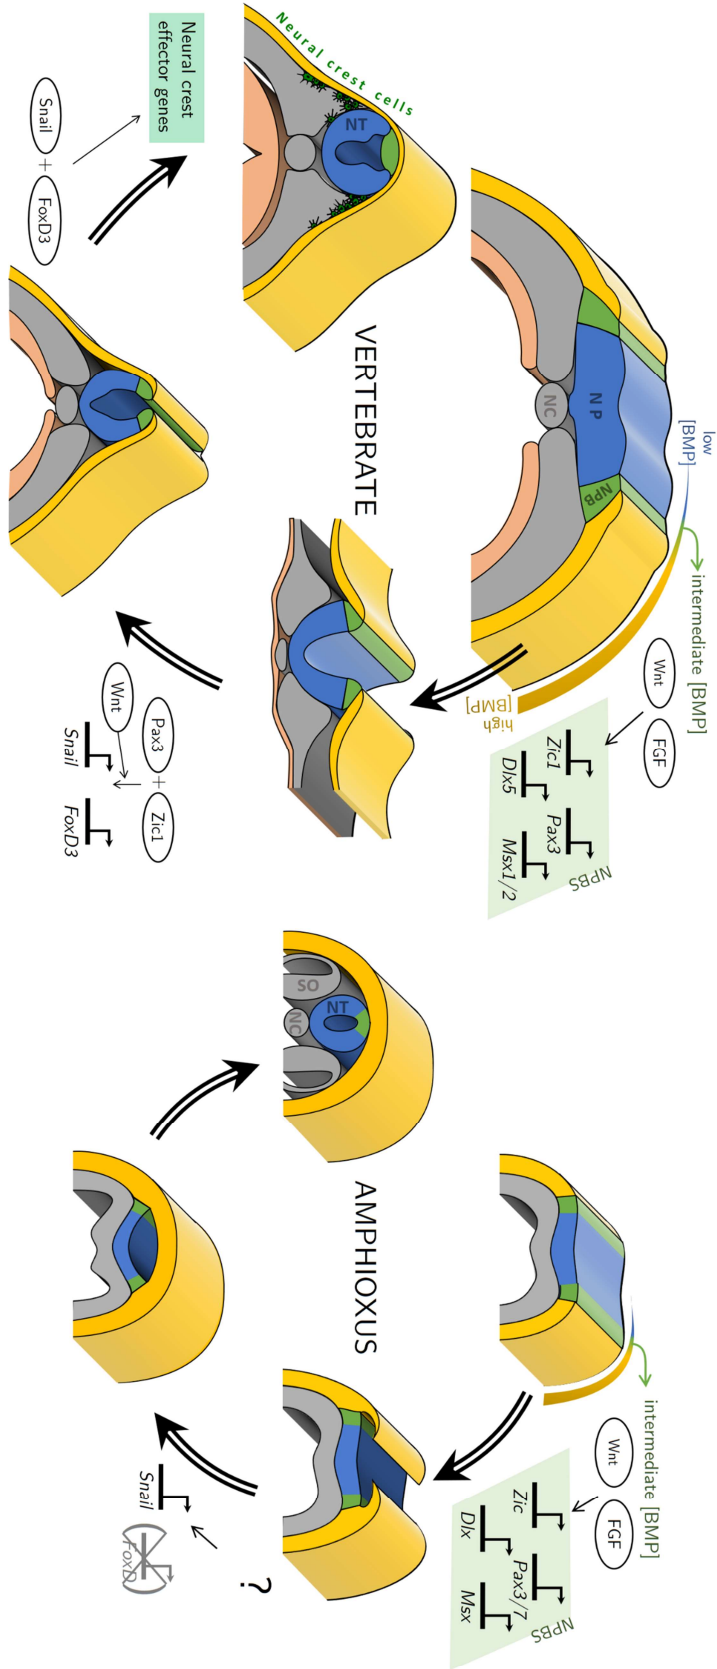 VERTEBRATE
low
[BMP]
intermediate [BMP]
high
[BMP]
N P
NC
NPB
Wnt
FGF
Zic1
Pax3
Dlx5
Msx1/2
NPBS
Pax3
+
Zic1
Wnt
Snail
FoxD3
Snail
+
FoxD3
Neural crest
effector genes
Neural crest cells
NT
AMPHIOXUS
intermediate [BMP]
Wnt
FGF
Zic
Pax3/7
Dlx
Msx
NPBS
?
Snail
FoxD
SO
NT
NC